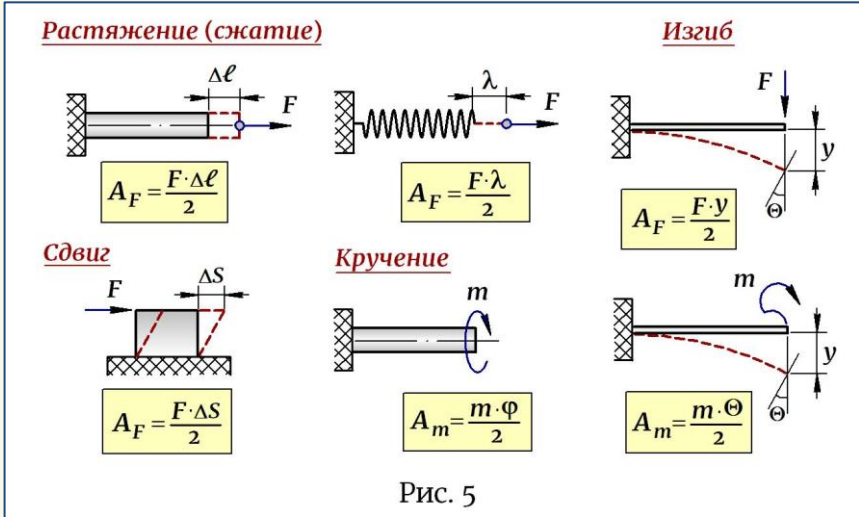 Растяжение (сжатие)
Δℓ
F
A_F = F·Δℓ/2
λ
F
A_F = F·λ/2
Изгиб
F
y
Θ
A_F = F·y/2
Сдвиг
F
ΔS
A_F = F·ΔS/2
Кручение
m
A_m = m·φ/2
m
y
Θ
A_m = m·Θ/2
Рис. 5